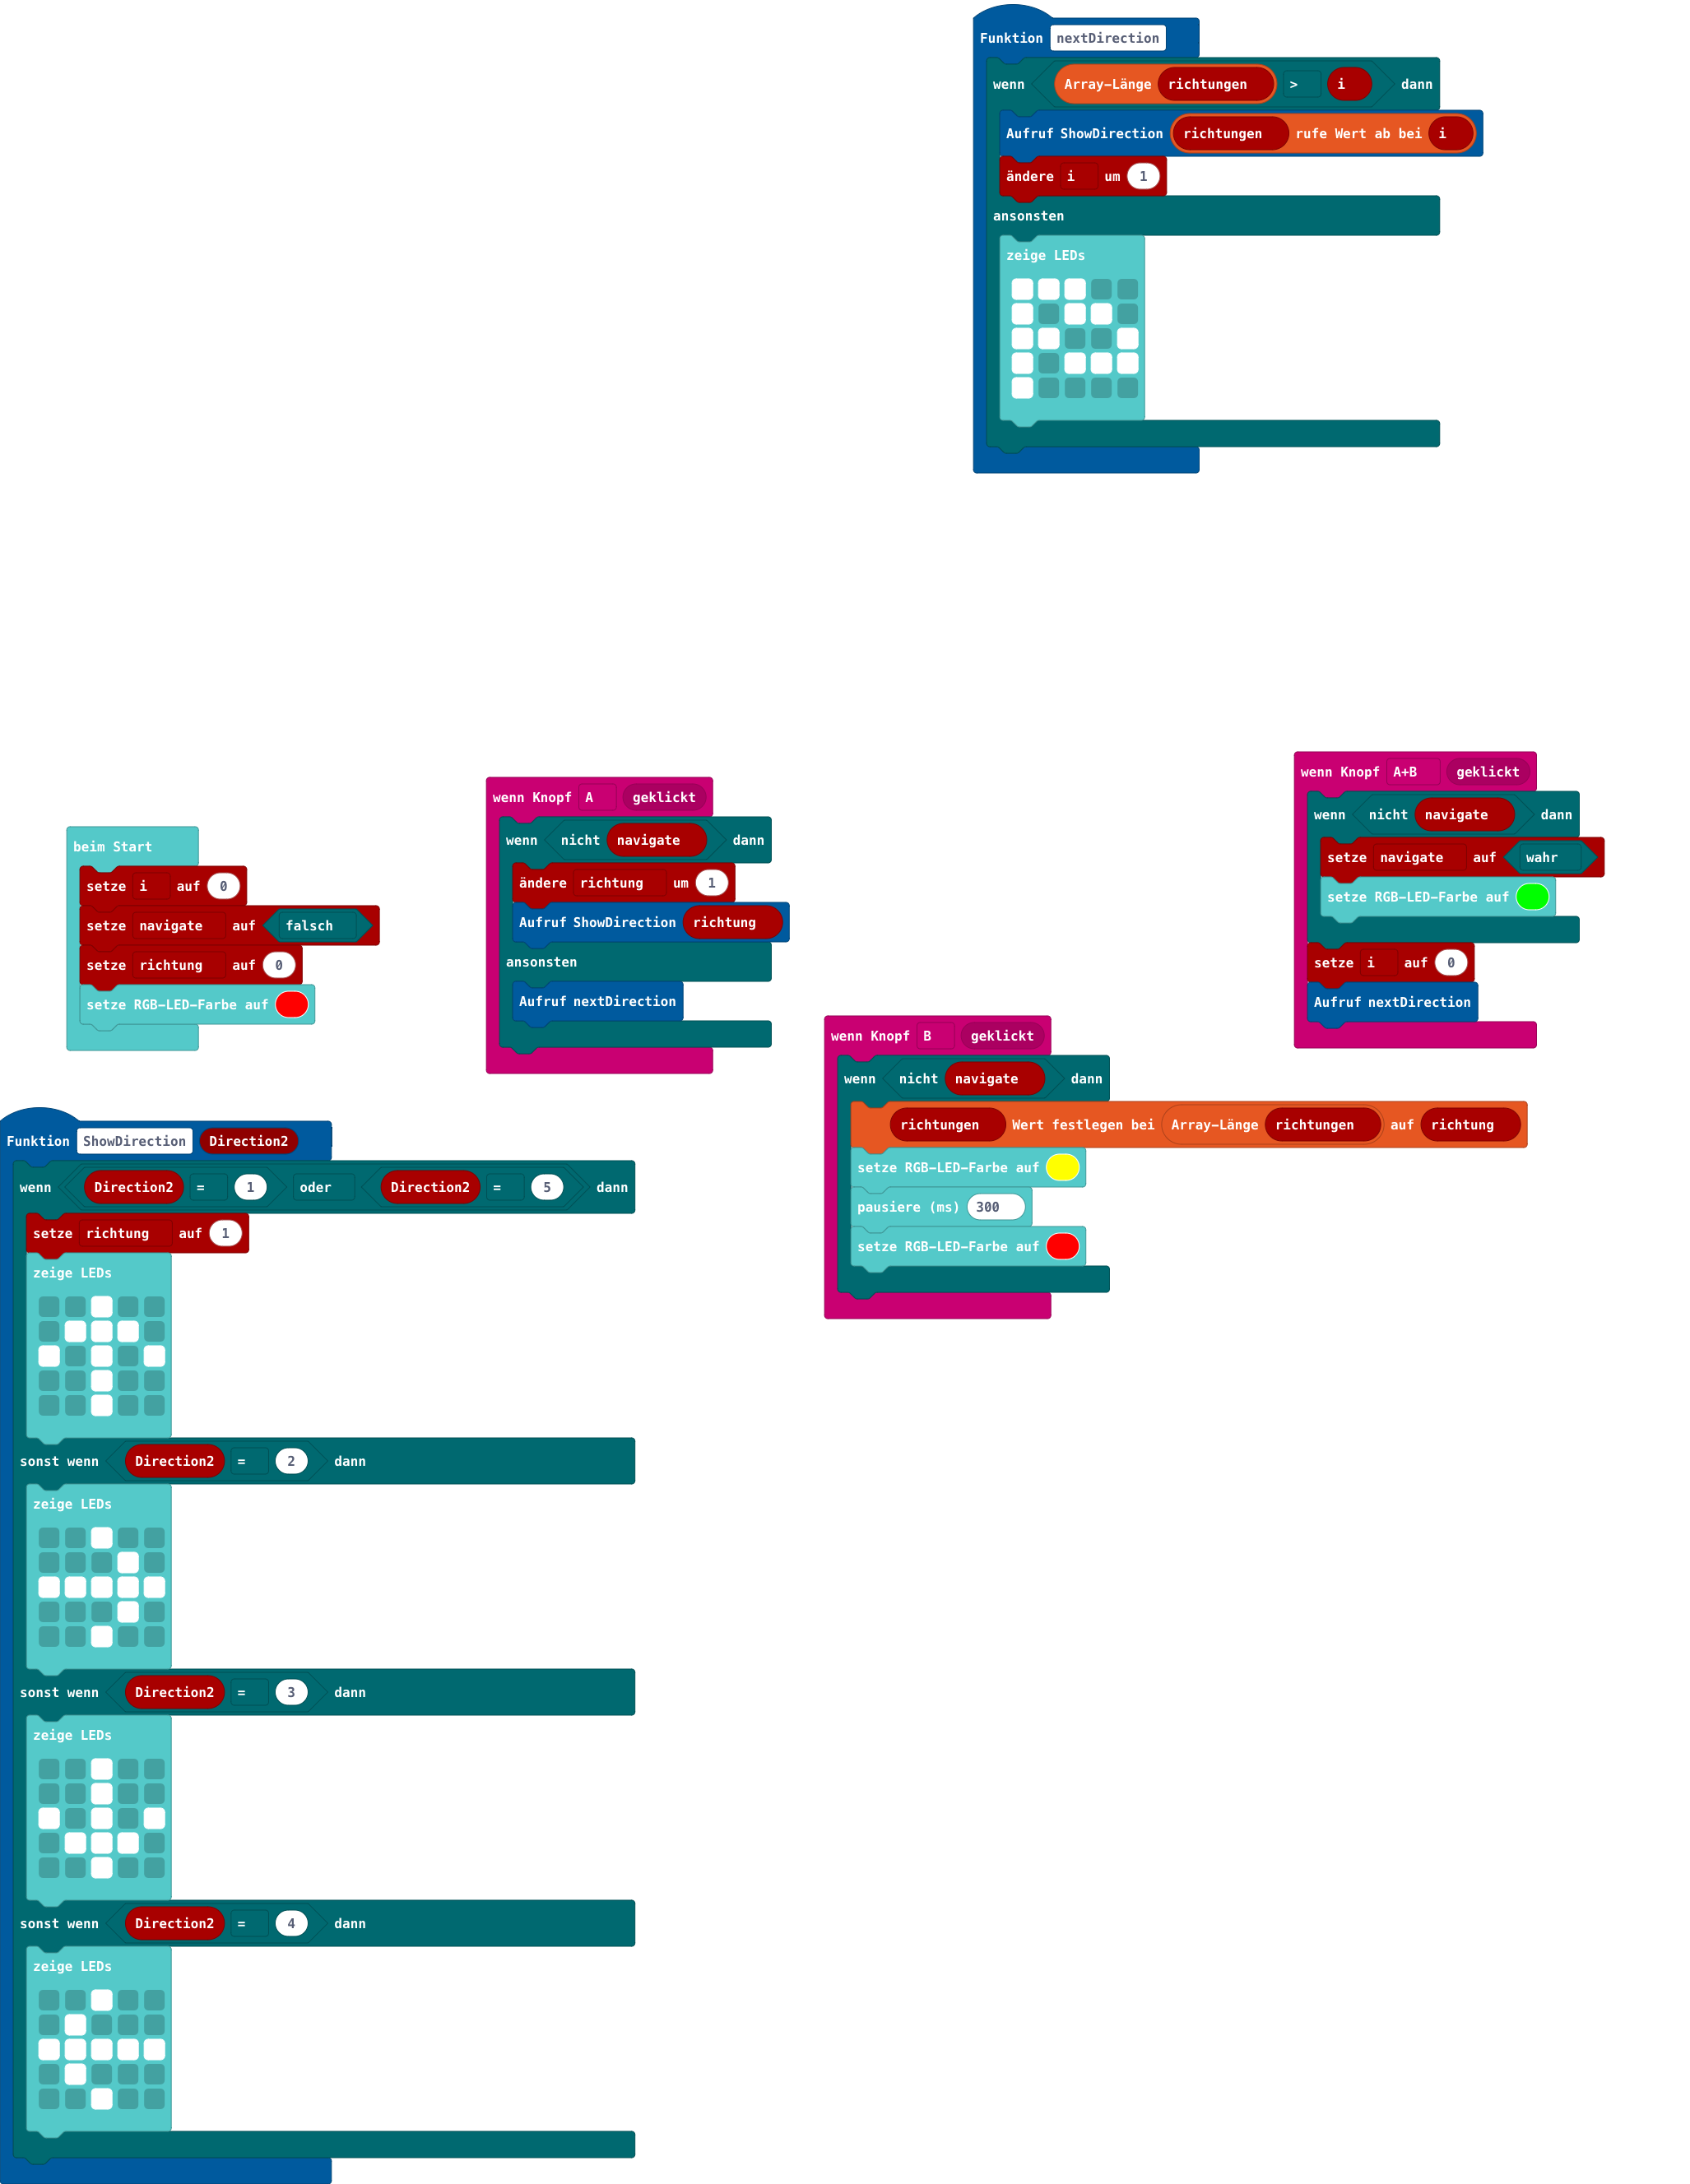 Funktion nextDirection
wenn Array-Länge richtungen > i dann
Aufruf ShowDirection richtungen rufe Wert ab bei i
ändere i um 1
ansonsten
zeige LEDs
beim Start
setze i auf 0
setze navigate auf falsch
setze richtung auf 0
setze RGB-LED-Farbe auf
wenn Knopf A geklickt
wenn nicht navigate dann
ändere richtung um 1
Aufruf ShowDirection richtung
ansonsten
Aufruf nextDirection
wenn Knopf B geklickt
wenn nicht navigate dann
richtungen Wert festlegen bei Array-Länge richtungen auf richtung
setze RGB-LED-Farbe auf
pausiere (ms) 300
setze RGB-LED-Farbe auf
wenn Knopf A+B geklickt
wenn nicht navigate dann
setze navigate auf wahr
setze RGB-LED-Farbe auf
setze i auf 0
Aufruf nextDirection
Funktion ShowDirection Direction2
wenn Direction2 = 1 oder Direction2 = 5 dann
setze richtung auf 1
zeige LEDs
sonst wenn Direction2 = 2 dann
zeige LEDs
sonst wenn Direction2 = 3 dann
zeige LEDs
sonst wenn Direction2 = 4 dann
zeige LEDs